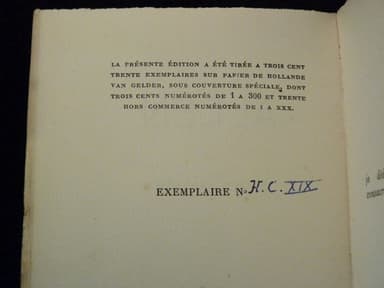 LA PRÉSENTE ÉDITION A ÉTÉ TIRÉE A TROIS CENT
TRENTE EXEMPLAIRES SUR PAPIER DE HOLLANDE
VAN GELDER, SOUS COUVERTURE SPÉCIALE, DONT
TROIS CENTS NUMÉROTÉS DE 1 A 300 ET TRENTE
HORS COMMERCE NUMÉROTÉS DE I A XXX.
EXEMPLAIRE No H. C. XIX